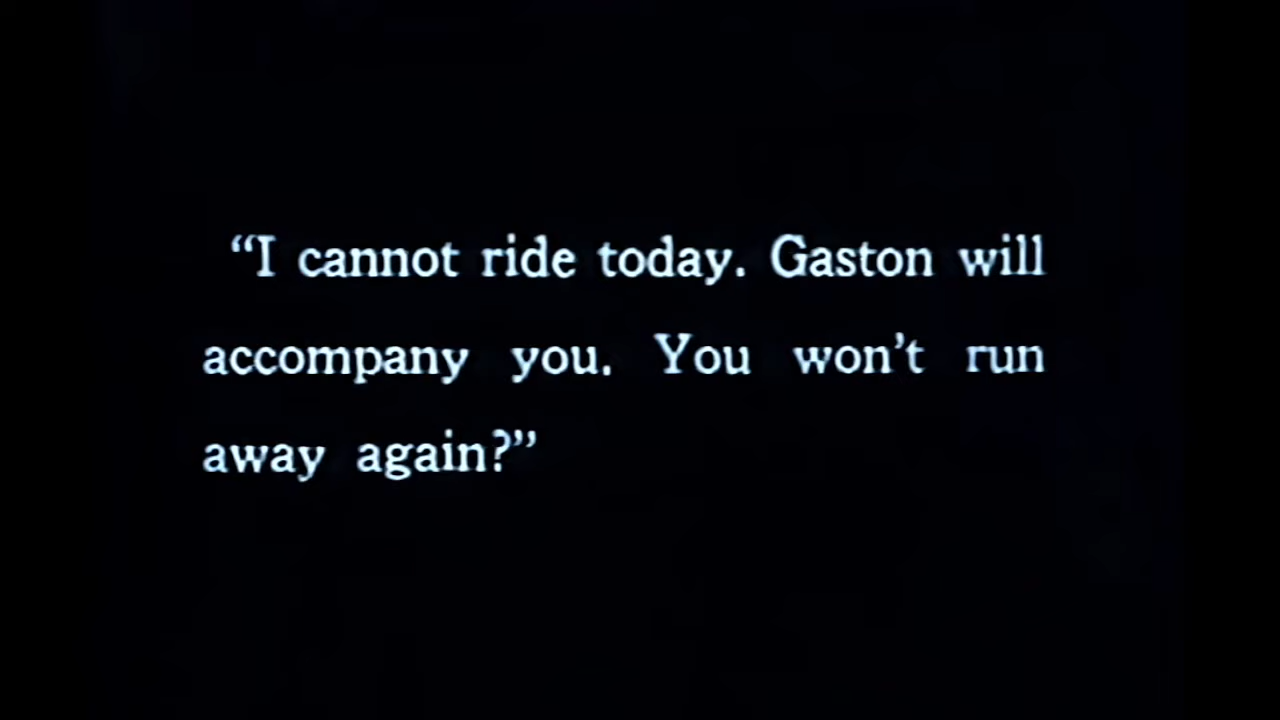 “I cannot ride today. Gaston will
accompany you. You won’t run
away again?”